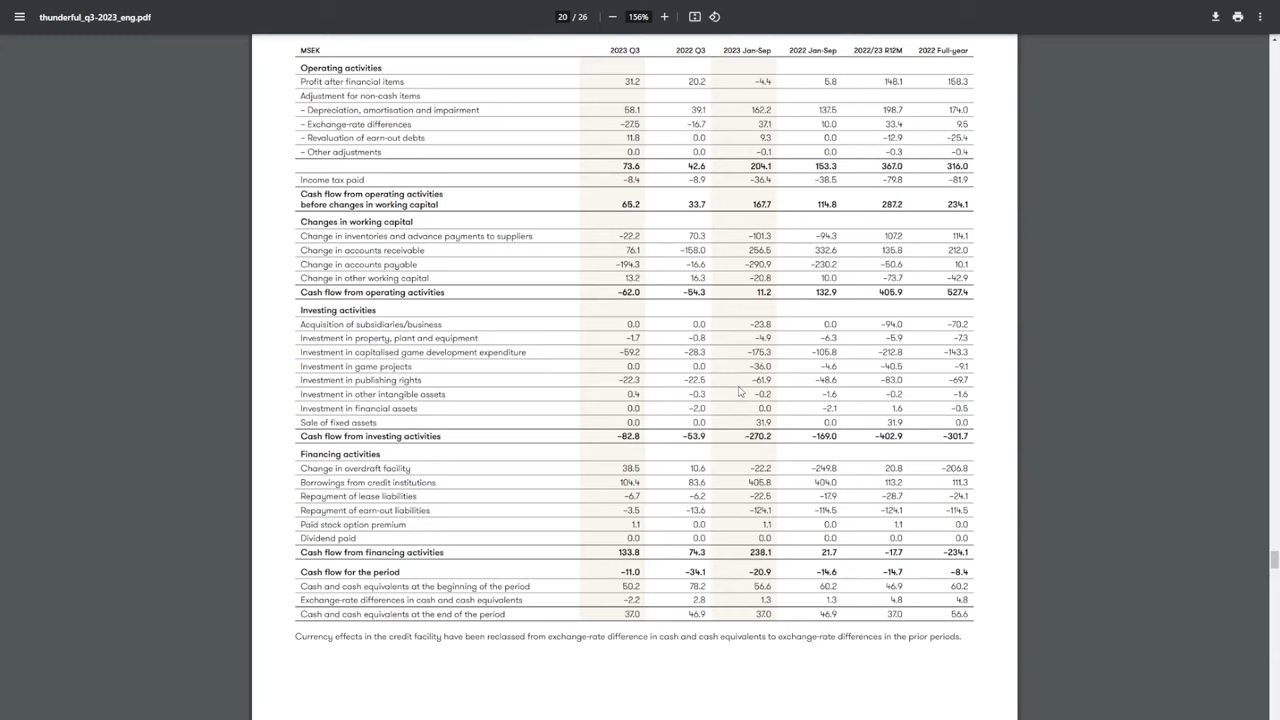 thunderful_q3-2023_eng.pdf 20 / 26 156%
MSEK 2023 Q3 2022 Q3 2023 Jan-Sep 2022 Jan-Sep 2022/23 R12M 2022 Full-year
Operating activities
Profit after financial items 31.2 20.2 –4.4 5.8 148.1 158.3
Adjustment for non-cash items
– Depreciation, amortisation and impairment 58.1 39.1 162.2 137.5 198.7 174.0
– Exchange-rate differences –27.5 –16.7 37.1 10.0 33.4 9.5
– Revaluation of earn-out debts 11.8 0.0 9.3 0.0 –12.9 –25.4
– Other adjustments 0.0 0.0 –0.1 0.0 –0.3 –0.4
73.6 42.6 204.1 153.3 367.0 316.0
Income tax paid –8.4 –8.9 –36.4 –38.5 –79.8 –81.9
Cash flow from operating activities
before changes in working capital 65.2 33.7 167.7 114.8 287.2 234.1
Changes in working capital
Change in inventories and advance payments to suppliers –22.2 70.3 –101.3 –94.3 107.2 114.1
Change in accounts receivable 76.1 –158.0 256.5 332.6 135.8 212.0
Change in accounts payable –194.3 –16.6 –290.9 –230.2 –50.6 10.1
Change in other working capital 13.2 16.3 –20.8 10.0 –73.7 –42.9
Cash flow from operating activities –62.0 –54.3 11.2 132.9 405.9 527.4
Investing activities
Acquisition of subsidiaries/business 0.0 0.0 –23.8 0.0 –94.0 –70.2
Investment in property, plant and equipment –1.7 –0.8 –4.9 –6.3 –5.9 –7.3
Investment in capitalised game development expenditure –59.2 –28.3 –175.3 –105.8 –212.8 –143.3
Investment in game projects 0.0 0.0 –36.0 –4.6 –40.5 –9.1
Investment in publishing rights –22.3 –22.5 –61.9 –48.6 –83.0 –69.7
Investment in other intangible assets 0.4 –0.3 –0.2 –1.6 –0.2 –1.6
Investment in financial assets 0.0 –2.0 0.0 –2.1 1.6 –0.5
Sale of fixed assets 0.0 0.0 31.9 0.0 31.9 0.0
Cash flow from investing activities –82.8 –53.9 –270.2 –169.0 –402.9 –301.7
Financing activities
Change in overdraft facility 38.5 10.6 –22.2 –249.8 20.8 –206.8
Borrowings from credit institutions 104.4 83.6 405.8 404.0 113.2 111.3
Repayment of lease liabilities –6.7 –6.2 –22.5 –17.9 –28.7 –24.1
Repayment of earn-out liabilities –3.5 –13.6 –124.1 –114.5 –124.1 –114.5
Paid stock option premium 1.1 0.0 1.1 0.0 1.1 0.0
Dividend paid 0.0 0.0 0.0 0.0 0.0 0.0
Cash flow from financing activities 133.8 74.3 238.1 21.7 –17.7 –234.1
Cash flow for the period –11.0 –34.1 –20.9 –14.6 –14.7 –8.4
Cash and cash equivalents at the beginning of the period 50.2 78.2 56.6 60.2 46.9 60.2
Exchange-rate differences in cash and cash equivalents –2.2 2.8 1.3 1.3 4.8 4.8
Cash and cash equivalents at the end of the period 37.0 46.9 37.0 46.9 37.0 56.6
Currency effects in the credit facility have been reclassed from exchange-rate difference in cash and cash equivalents to exchange-rate differences in the prior periods.